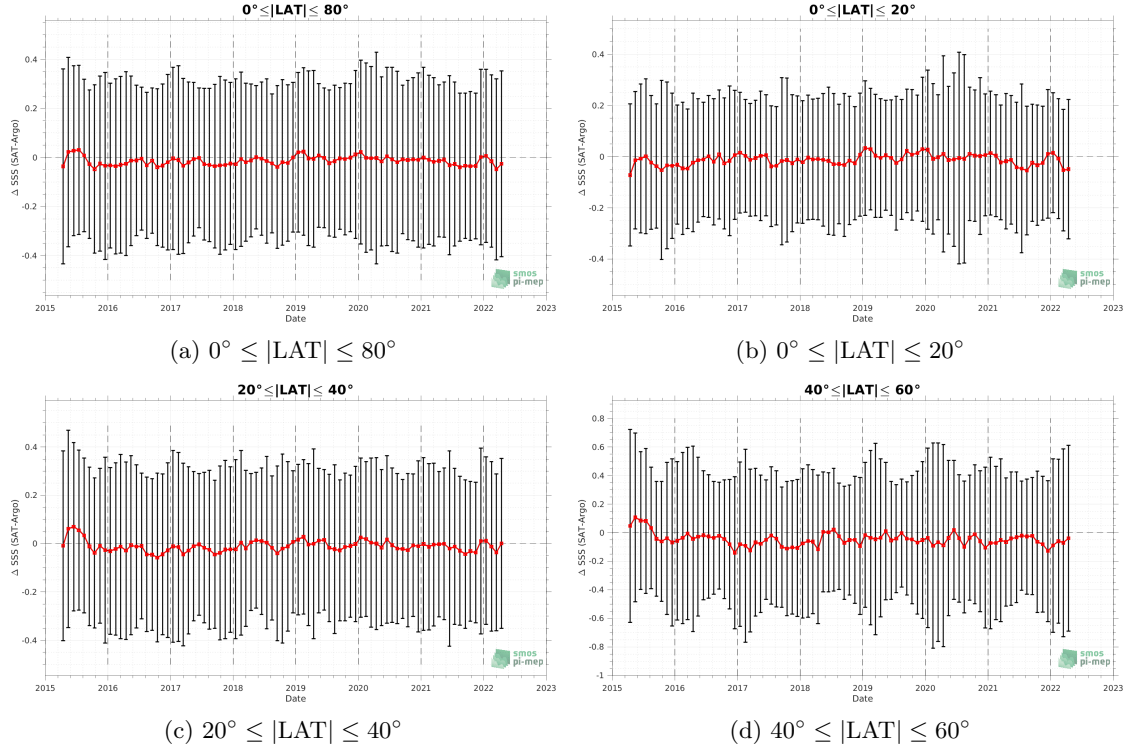 0°≤|LAT|≤ 80°
Δ SSS (SAT-Argo)
0.4
0.2
0
-0.2
-0.4
2015 2016 2017 2018 2019 2020 2021 2022 2023
Date
smos
pi-mep
(a) 0° ≤ |LAT| ≤ 80°
0°≤|LAT|≤ 20°
Δ SSS (SAT-Argo)
0.4
0.2
0
-0.2
-0.4
2015 2016 2017 2018 2019 2020 2021 2022 2023
Date
smos
pi-mep
(b) 0° ≤ |LAT| ≤ 20°
20°≤|LAT|≤ 40°
Δ SSS (SAT-Argo)
0.4
0.2
0
-0.2
-0.4
2015 2016 2017 2018 2019 2020 2021 2022 2023
Date
smos
pi-mep
(c) 20° ≤ |LAT| ≤ 40°
40°≤|LAT|≤ 60°
Δ SSS (SAT-Argo)
0.8
0.6
0.4
0.2
0
-0.2
-0.4
-0.6
-0.8
-1
2015 2016 2017 2018 2019 2020 2021 2022 2023
Date
smos
pi-mep
(d) 40° ≤ |LAT| ≤ 60°